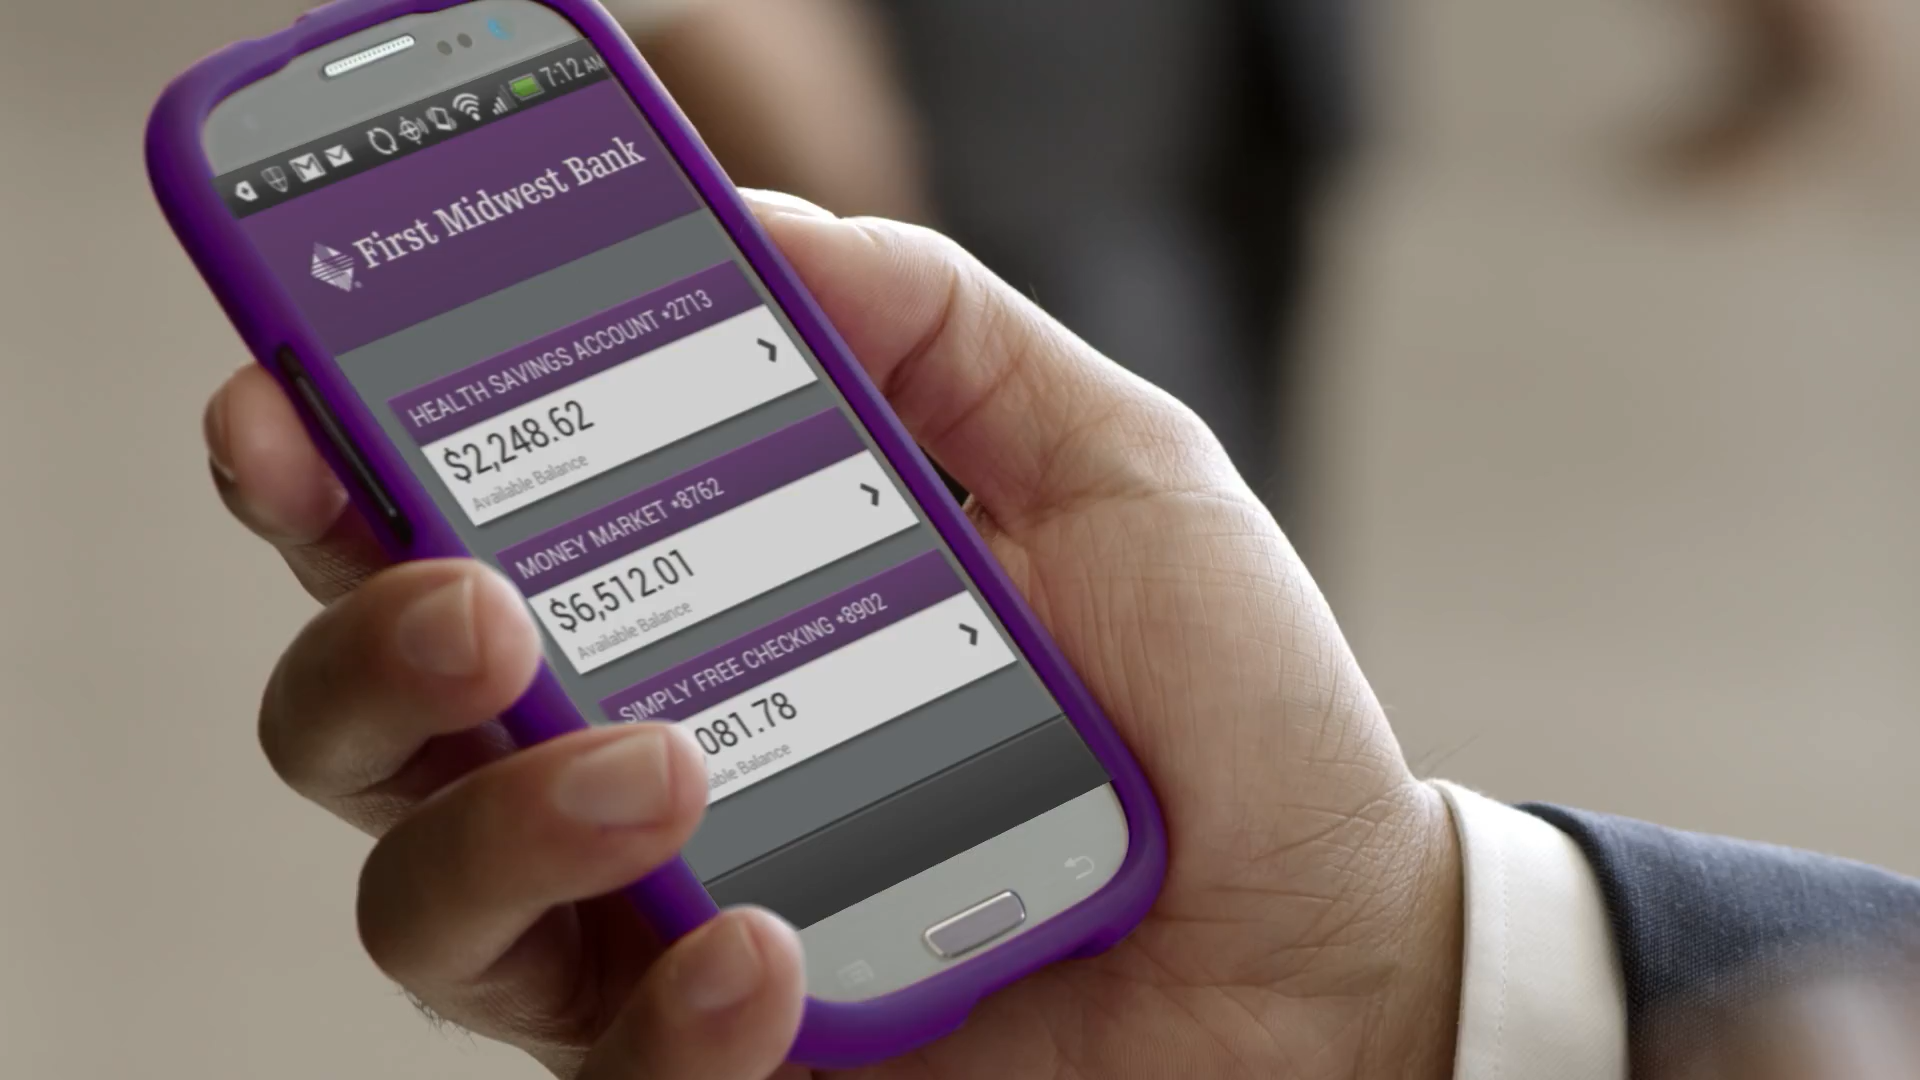 7:12 AM
First Midwest Bank
HEALTH SAVINGS ACCOUNT *2713
$2,248.62
Available Balance
MONEY MARKET *8762
$6,512.01
Available Balance
SIMPLY FREE CHECKING *8902
081.78
Balance